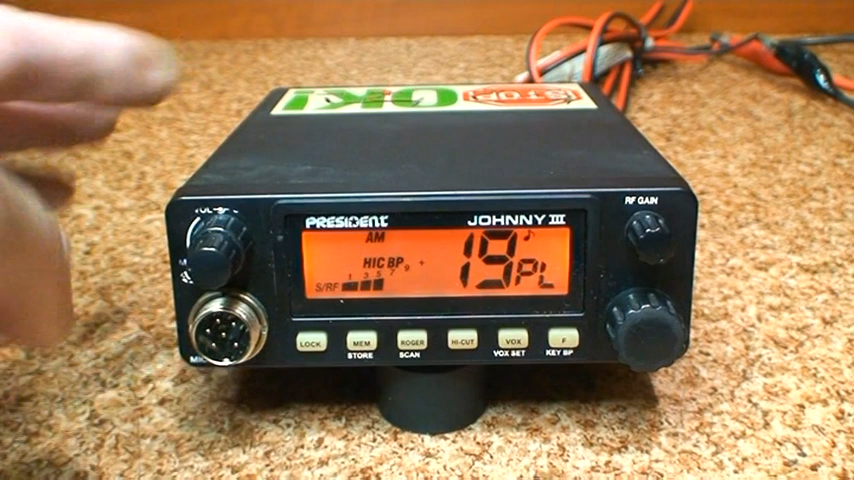 OK!
STOP!
PRESIDENT
JOHNNY III
RF GAIN
AM
HIC BP
19
PL
1 3 5 7 9 +
S/RF
LOCK
MEM
ROGER
HI-CUT
VOX
F
STORE
SCAN
VOX SET
KEY BP